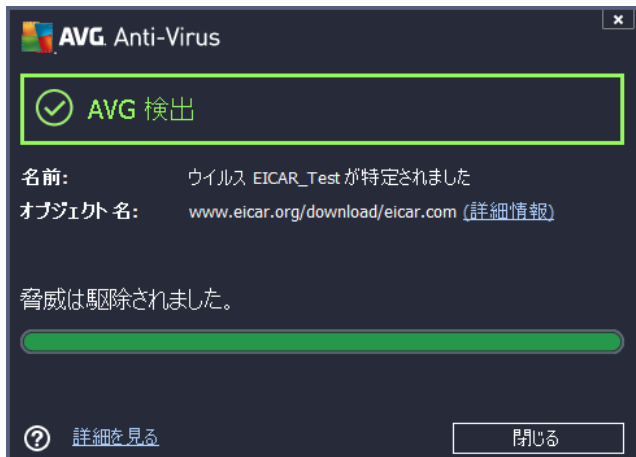 AVG. Anti-Virus
x
AVG 検出
名前: ウイルス EICAR_Test が特定されました
オブジェクト名: www.eicar.org/download/eicar.com (詳細情報)
脅威は駆除されました。
? 詳細を見る 閉じる